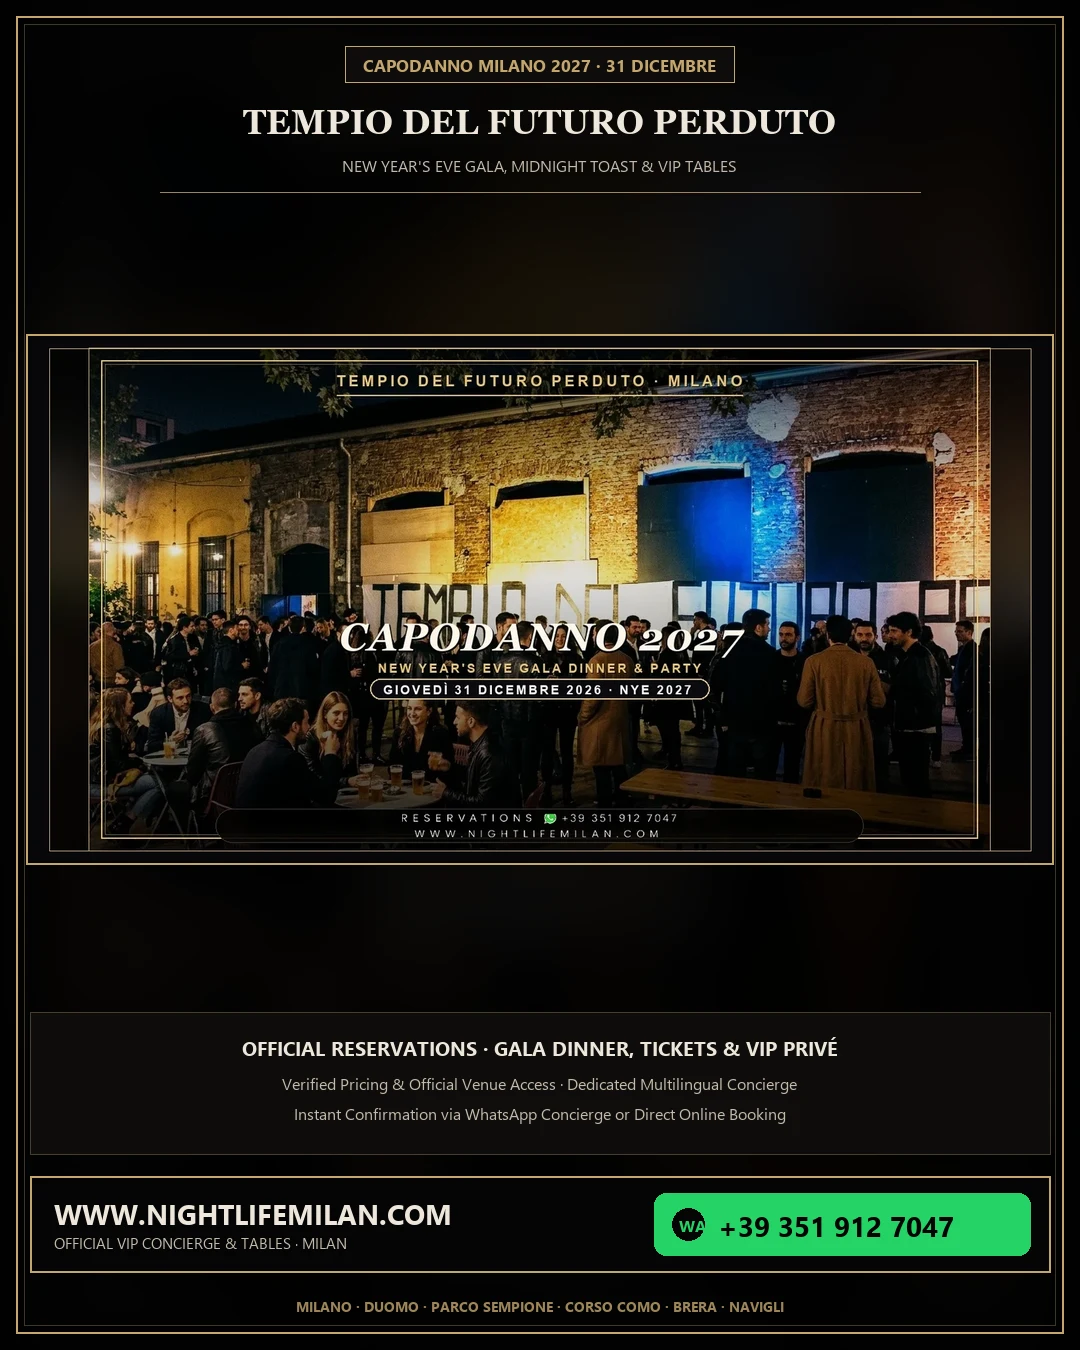 CAPODANNO MILANO 2027 · 31 DICEMBRE
TEMPIO DEL FUTURO PERDUTO
NEW YEAR'S EVE GALA, MIDNIGHT TOAST & VIP TABLES
TEMPIO DEL FUTURO PERDUTO · MILANO
TEMPIO DEL FUTURO PE
CAPODANNO 2027
NEW YEAR'S EVE GALA DINNER & PARTY
GIOVEDÌ 31 DICEMBRE 2026 · NYE 2027
RESERVATIONS +39 351 912 7047
WWW.NIGHTLIFEMILAN.COM
OFFICIAL RESERVATIONS · GALA DINNER, TICKETS & VIP PRIVÉ
Verified Pricing & Official Venue Access · Dedicated Multilingual Concierge
Instant Confirmation via WhatsApp Concierge or Direct Online Booking
WWW.NIGHTLIFEMILAN.COM
OFFICIAL VIP CONCIERGE & TABLES · MILAN
WA +39 351 912 7047
MILANO · DUOMO · PARCO SEMPIONE · CORSO COMO · BRERA · NAVIGLI